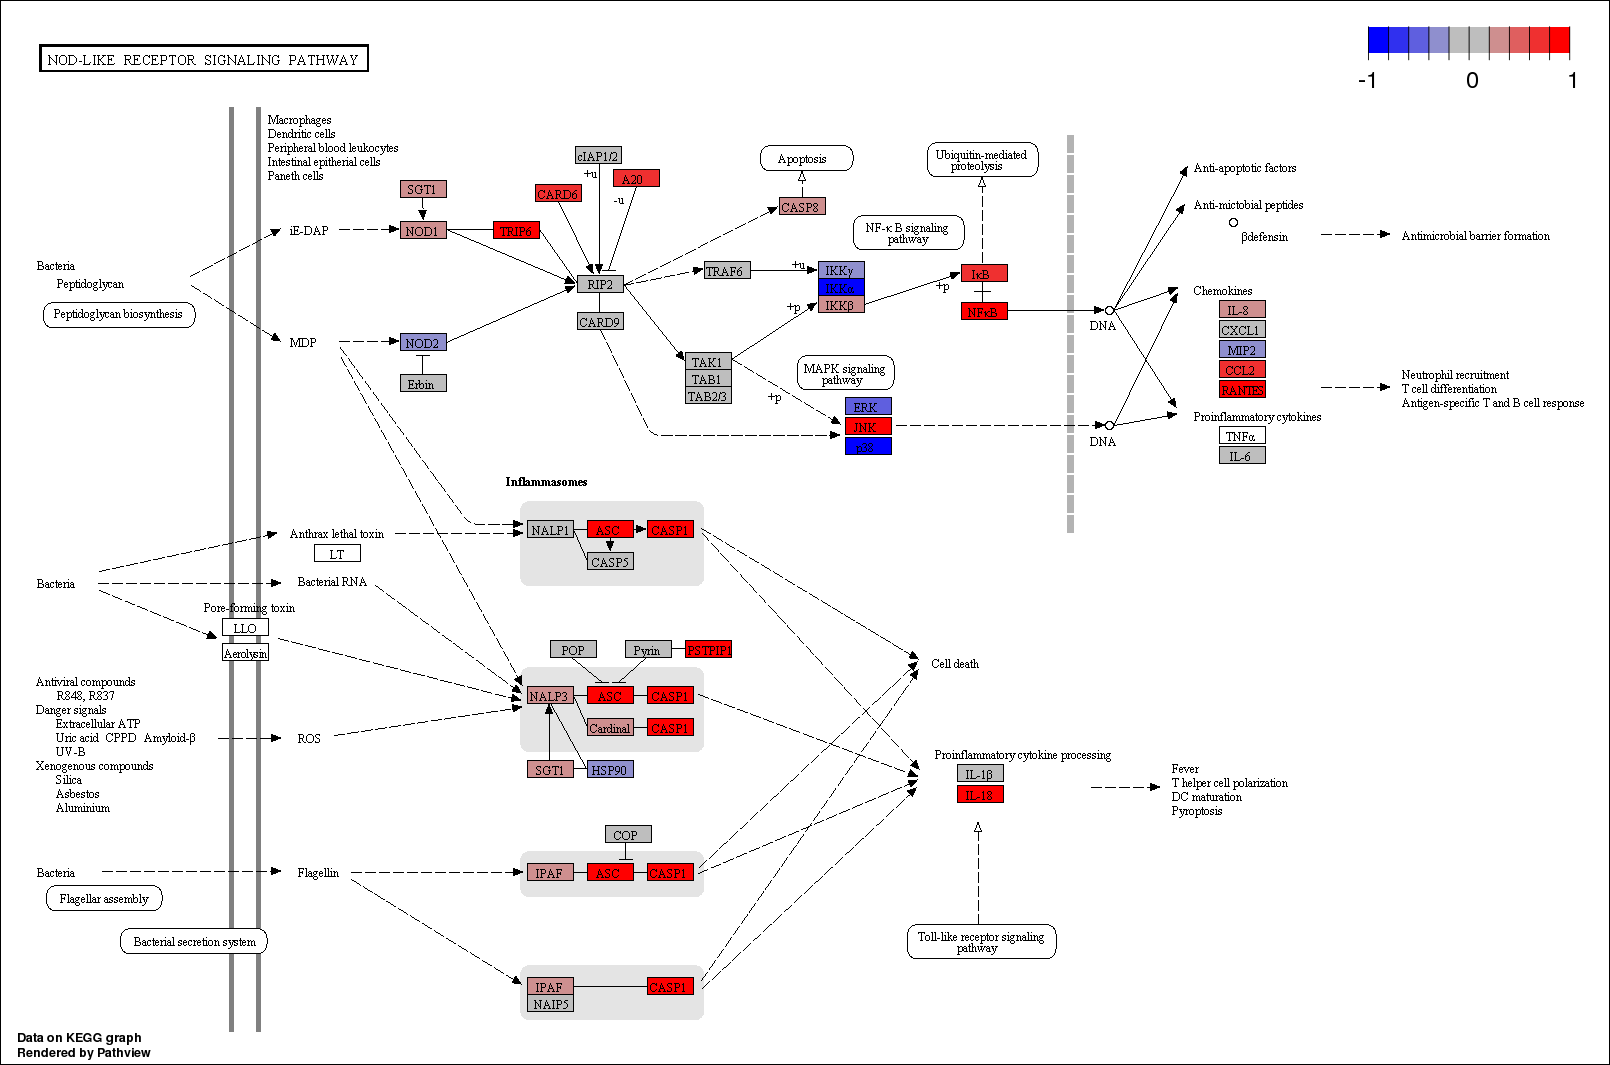 NOD-LIKE RECEPTOR SIGNALING PATHWAY
-1 0 1
Macrophages
Dendritic cells
Peripheral blood leukocytes
Intestinal epitherial cells
Paneth cells
SGT1
NOD1
TRIP6
CARD6
cIAP1/2
A20
+u
-u
Apoptosis
CASP8
Ubiquitin-mediated
proteolysis
NF-κB signaling
pathway
iE-DAP
Bacteria
Peptidoglycan
Peptidoglycan biosynthesis
MDP
NOD2
Erbin
RIP2
CARD9
TRAF6
+u
IKKγ
IKKα
IKKβ
+p
+p
IκB
NFκB
TAK1
TAB1
TAB2/3
MAPK signaling
pathway
+p
ERK
JNK
p38
DNA
DNA
Anti-apoptotic factors
Anti-mictobial peptides
βdefensin
Antimicrobial barrier formation
Chemokines
IL-8
CXCL1
MIP2
CCL2
RANTES
Neutrophil recruitment
T cell differentiation
Antigen-specific T and B cell response
Proinflammatory cytokines
TNFα
IL-6
Inflammasomes
NALP1
ASC
CASP1
CASP5
Anthrax lethal toxin
LT
Bacteria
Bacterial RNA
Pore-forming toxin
LLO
Aerolysin
POP
Pyrin
PSTPIP1
NALP3
ASC
CASP1
Cardinal
CASP1
SGT1
HSP90
Antiviral compounds
R848, R837
Danger signals
Extracellular ATP
Uric acid CPPD Amyloid-β
UV-B
Xenogenous compounds
Silica
Asbestos
Aluminium
ROS
Cell death
Proinflammatory cytokine processing
IL-1β
IL-18
Fever
T helper cell polarization
DC maturation
Pyroptosis
COP
IPAF
ASC
CASP1
Bacteria
Flagellin
Flagellar assembly
Bacterial secretion system
Toll-like receptor signaling
pathway
IPAF
CASP1
NAIP5
Data on KEGG graph
Rendered by Pathview